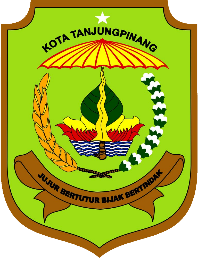 KOTA TANJUNGPINANG
JUJUR BERTUTUR BIJAK BERTINDAK